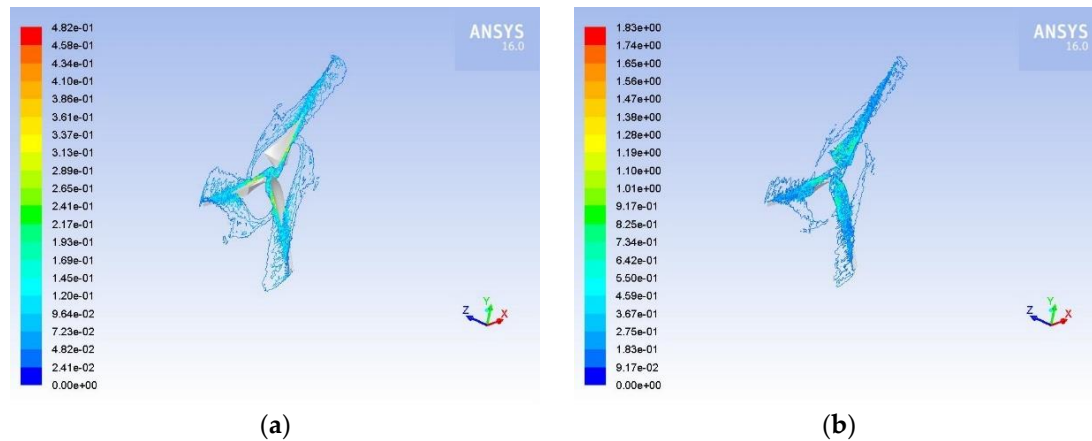 4.82e-01
4.58e-01
4.34e-01
4.10e-01
3.86e-01
3.61e-01
3.37e-01
3.13e-01
2.89e-01
2.65e-01
2.41e-01
2.17e-01
1.93e-01
1.69e-01
1.45e-01
1.20e-01
9.64e-02
7.23e-02
4.82e-02
2.41e-02
0.00e+00
ANSYS
16.0
Y
Z
X
(a)
1.83e+00
1.74e+00
1.65e+00
1.56e+00
1.47e+00
1.38e+00
1.28e+00
1.19e+00
1.10e+00
1.01e+00
9.17e-01
8.25e-01
7.34e-01
6.42e-01
5.50e-01
4.59e-01
3.67e-01
2.75e-01
1.83e-01
9.17e-02
0.00e+00
ANSYS
16.0
Y
Z
X
(b)